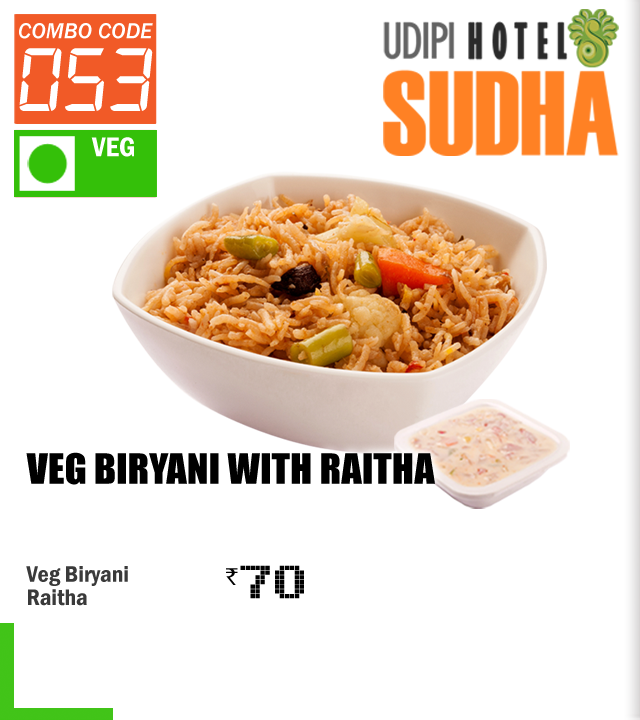 COMBO CODE
053
VEG
UDIPI HOTEL
SUDHA
VEG BIRYANI WITH RAITHA
Veg Biryani
Raitha
₹70